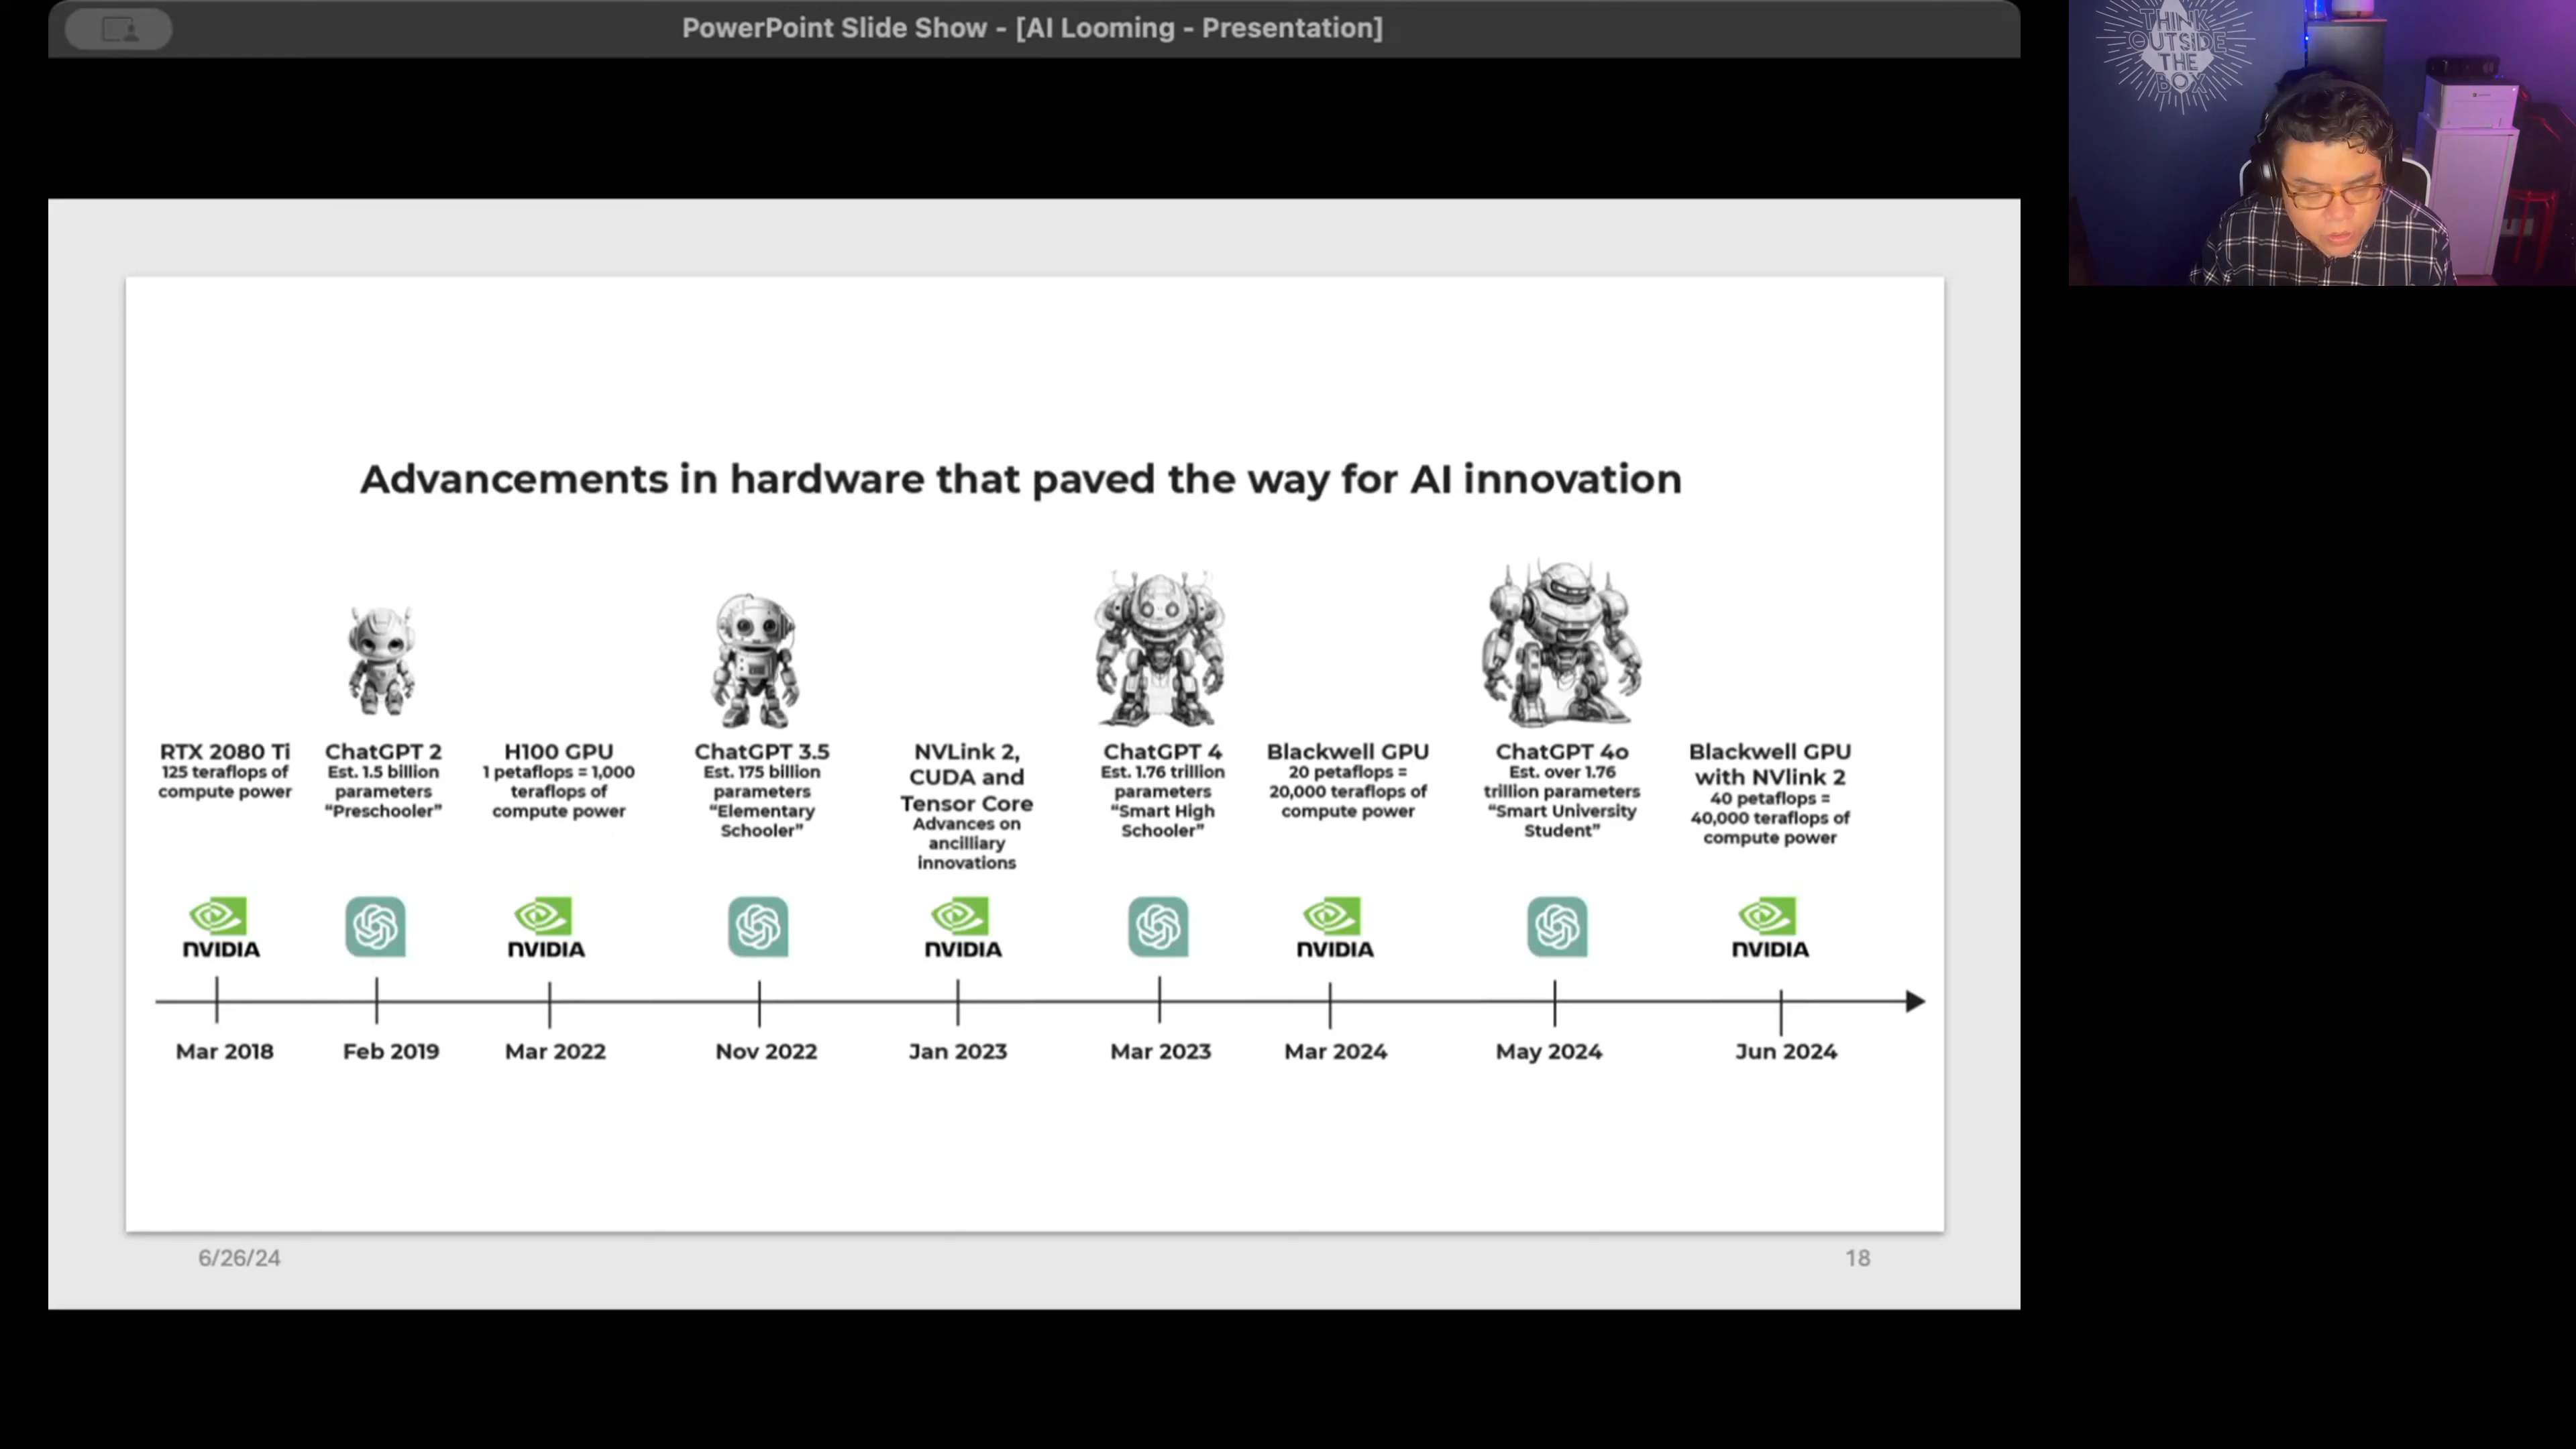 PowerPoint Slide Show - [AI Looming - Presentation]
THINK
OUTSIDE
THE
BOX
Advancements in hardware that paved the way for AI innovation
RTX 2080 Ti
125 teraflops of
compute power
ChatGPT 2
Est. 1.5 billion
parameters
“Preschooler”
H100 GPU
1 petaflops = 1,000
teraflops of
compute power
ChatGPT 3.5
Est. 175 billion
parameters
“Elementary
Schooler”
NVLink 2,
CUDA and
Tensor Core
Advances on
ancilliary
innovations
ChatGPT 4
Est. 1.76 trillion
parameters
“Smart High
Schooler”
Blackwell GPU
20 petaflops =
20,000 teraflops of
compute power
ChatGPT 4o
Est. over 1.76
trillion parameters
“Smart University
Student”
Blackwell GPU
with NVlink 2
40 petaflops =
40,000 teraflops of
compute power
NVIDIA
NVIDIA
NVIDIA
NVIDIA
NVIDIA
Mar 2018
Feb 2019
Mar 2022
Nov 2022
Jan 2023
Mar 2023
Mar 2024
May 2024
Jun 2024
6/26/24
18